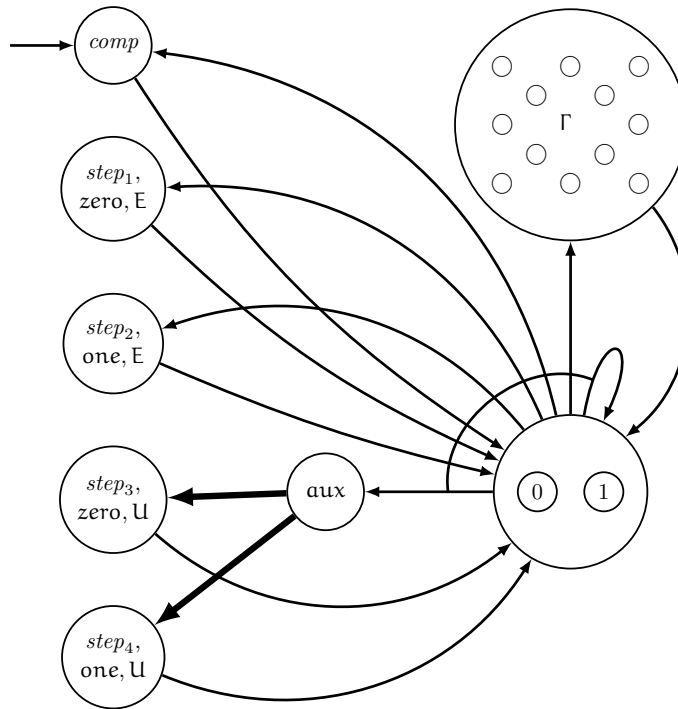 comp
Γ
step₁,
zero, E
step₂,
one, E
step₃,
zero, U
aux
0 1
step₄,
one, U